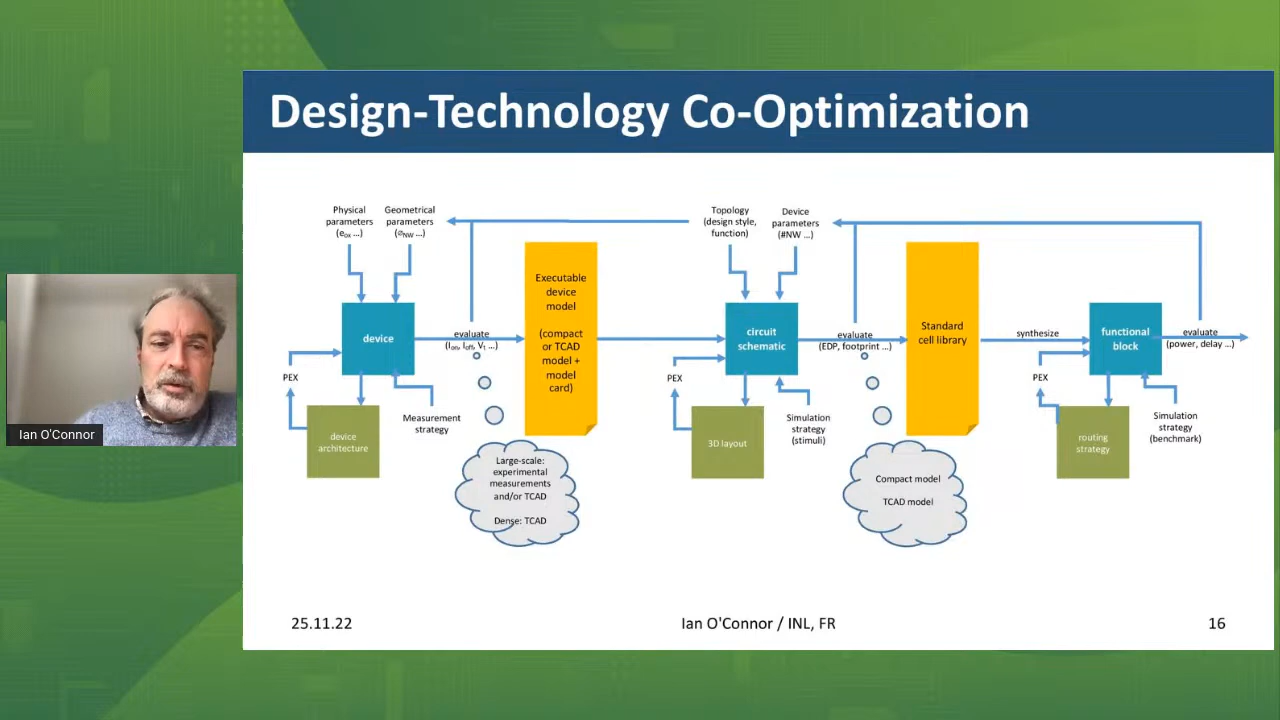 Design-Technology Co-Optimization
Physical
parameters
(eox …)
Geometrical
parameters
(∅NW …)
Topology
(design style,
function)
Device
parameters
(#NW …)
Executable
device
model
(compact
or TCAD
model +
model
card)
Standard
cell library
device
evaluate
(Ion, Ioff, Vt …)
circuit
schematic
evaluate
(EDP, footprint …)
synthesize
functional
block
evaluate
(power, delay …)
PEX
PEX
PEX
Measurement
strategy
Simulation
strategy
(stimuli)
Simulation
strategy
(benchmark)
device
architecture
3D layout
routing
strategy
Large-scale:
experimental
measurements
and/or TCAD
Dense: TCAD
Compact model
TCAD model
Ian O'Connor
25.11.22
Ian O'Connor / INL, FR
16